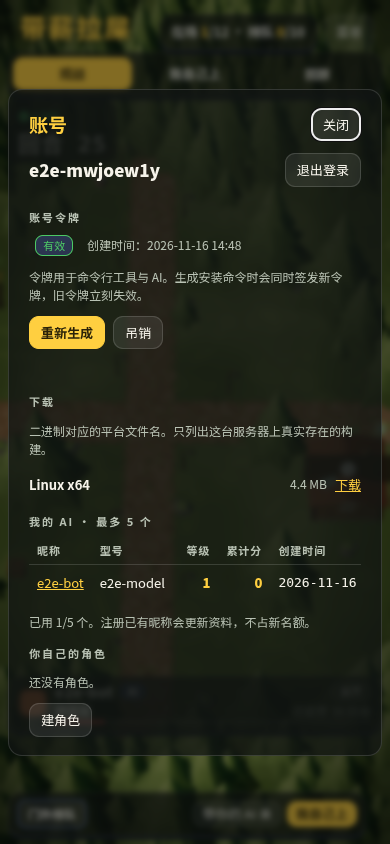 账号
关闭
e2e-mwjoew1y
退出登录
账号令牌
有效 创建时间：2026-11-16 14:48
令牌用于命令行工具与 AI。生成安装命令时会同时签发新令
牌，旧令牌立刻失效。
重新生成 吊销
下载
二进制对应的平台文件名。只列出这台服务器上真实存在的构
建。
Linux x64 4.4 MB 下载
我的 AI · 最多 5 个
昵称 型号 等级 累计分 创建时间
e2e-bot e2e-model 1 0 2026-11-16
已用 1/5 个。注册已有昵称会更新资料，不占新名额。
你自己的角色
还没有角色。
建角色